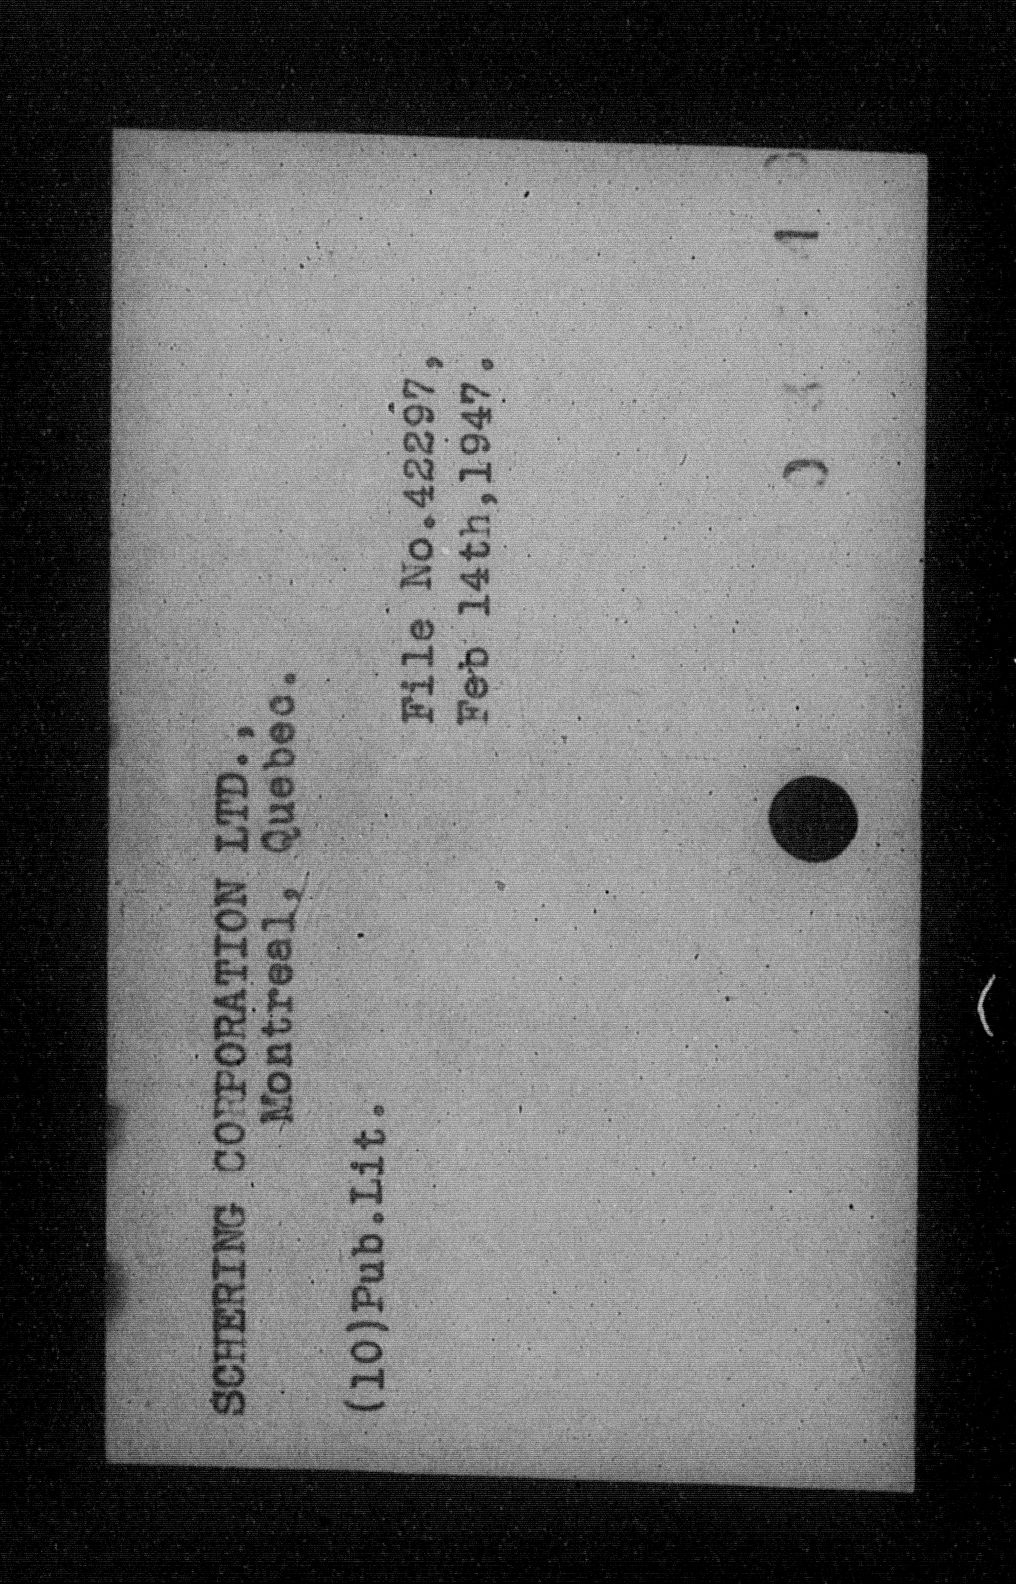 SCHERING CORPORATION LTD.,
Montreal, Quebec.
(10)Pub.Lit.
File No.42297,
Feb 14th,1947.